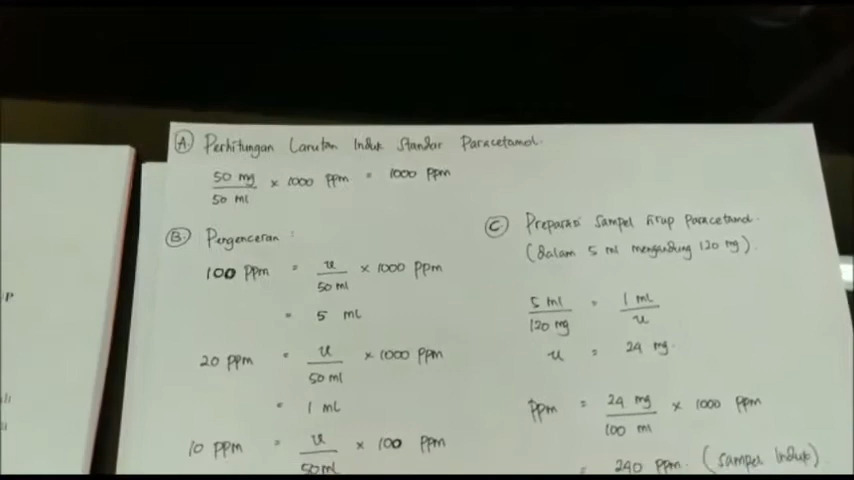 A. Perhitungan Larutan Induk Standar Paracetamol.
50 mg / 50 ml x 1000 ppm = 1000 ppm
B. Pengenceran :
100 ppm = u / 50 ml x 1000 ppm
= 5 ml
20 ppm = u / 50 ml x 1000 ppm
= 1 ml
10 ppm = u / 50 ml x 100 ppm
C. Preparasi Sampel Sirup Paracetamol.
(dalam 5 ml mengandung 120 mg).
5 ml / 120 mg = 1 ml / u
u = 24 mg.
ppm = 24 mg / 100 ml x 1000 ppm
= 240 ppm. (Sampel Induk)